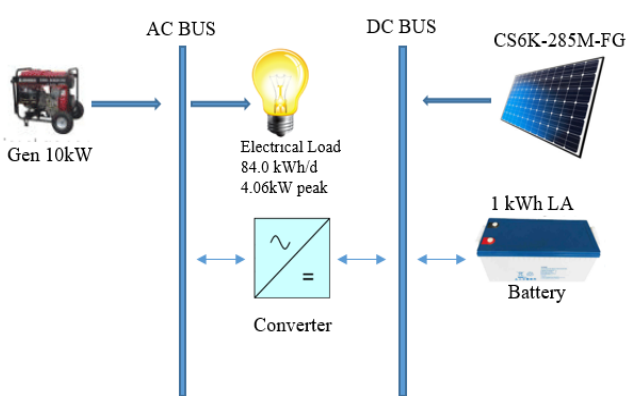 AC BUS
DC BUS
CS6K-285M-FG
Gen 10kW
Electrical Load
84.0 kWh/d
4.06kW peak
1 kWh LA
Battery
Converter